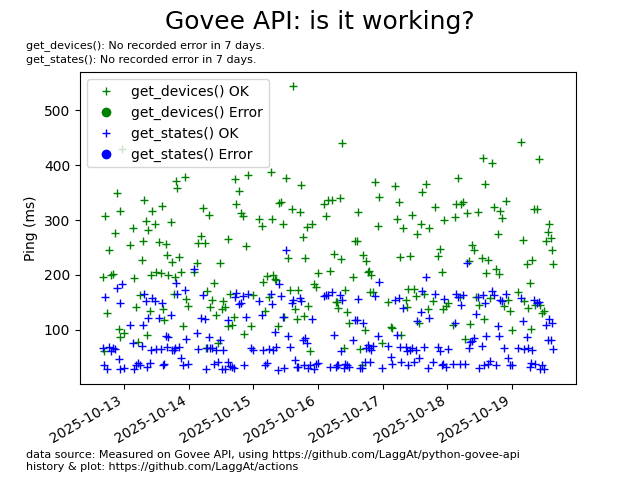 Govee API: is it working?
get_devices(): No recorded error in 7 days.
get_states(): No recorded error in 7 days.
get_devices() OK
get_devices() Error
get_states() OK
get_states() Error
Ping (ms)
500
400
300
200
100
2025-10-13
2025-10-14
2025-10-15
2025-10-16
2025-10-17
2025-10-18
2025-10-19
data source: Measured on Govee API, using https://github.com/LaggAt/python-govee-api
history & plot: https://github.com/LaggAt/actions